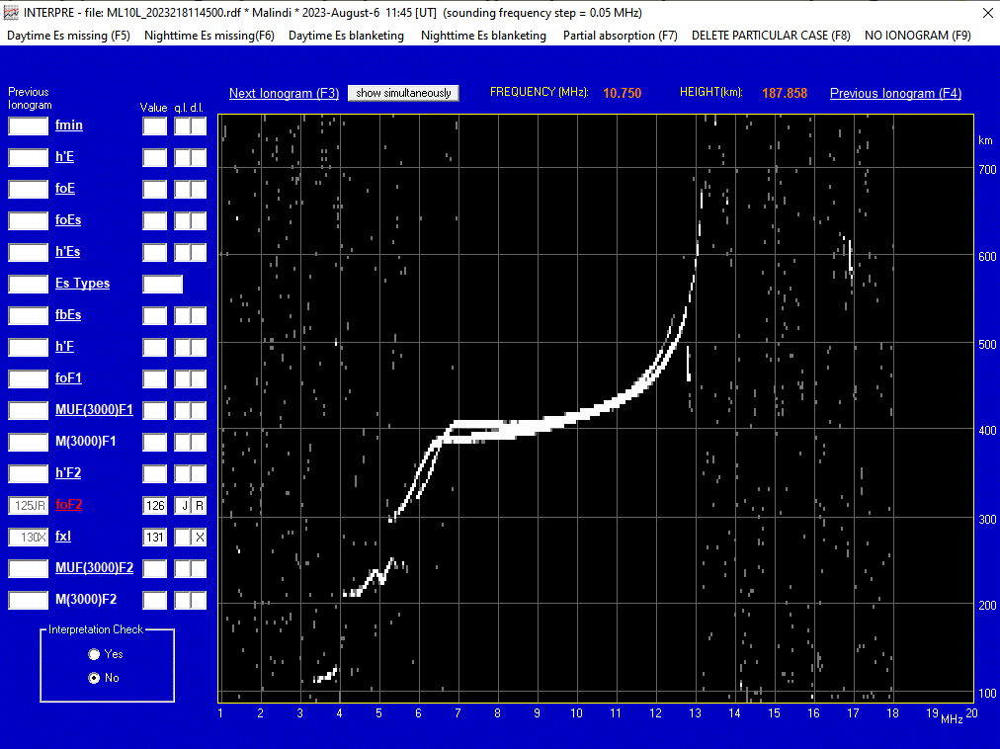 INTERPRE - file: ML10L_2023218114500.rdf * Malindi * 2023-August-6  11:45 [UT]  (sounding frequency step = 0.05 MHz)
Daytime Es missing (F5)    Nighttime Es missing(F6)    Daytime Es blanketing    Nighttime Es blanketing    Partial absorption (F7)    DELETE PARTICULAR CASE (F8)    NO IONOGRAM (F9)
Previous
Ionogram
Value q.l. d.l.
Next Ionogram (F3)    show simultaneously    FREQUENCY (MHz):    10.750    HEIGHT(km):    187.858    Previous Ionogram (F4)
fmin
h'E
foE
foEs
h'Es
Es Types
fbEs
h'F
foF1
MUF(3000)F1
M(3000)F1
h'F2
125JR foF2 126 J R
130X fxI 131 X
MUF(3000)F2
M(3000)F2
Interpretation Check
Yes
No
km
700
600
500
400
300
200
100
1 2 3 4 5 6 7 8 9 10 11 12 13 14 15 16 17 18 19 20
MHz